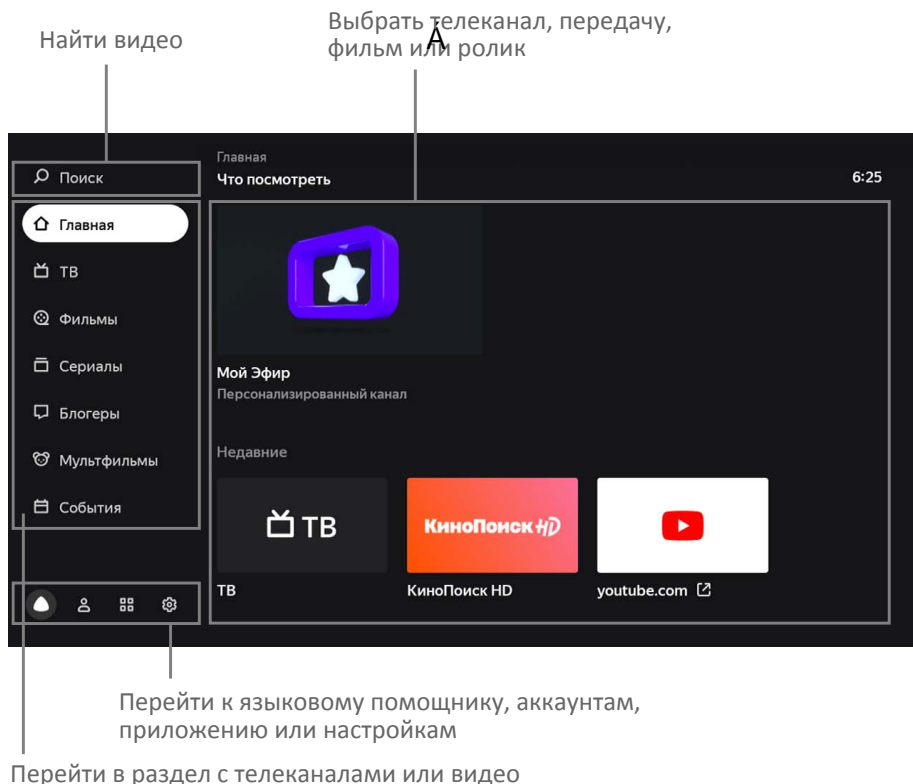 Найти видео
Выбрать телеканал, передачу,
фильм или ролик
Á
Поиск
Главная
Что посмотреть
6:25
Главная
ТВ
Фильмы
Сериалы
Блогеры
Мультфильмы
События
Мой Эфир
Персонализированный канал
Недавние
ТВ
КиноПоиск HD
ТВ
КиноПоиск HD
youtube.com
Перейти к языковому помощнику, аккаунтам,
приложению или настройкам
Перейти в раздел с телеканалами или видео